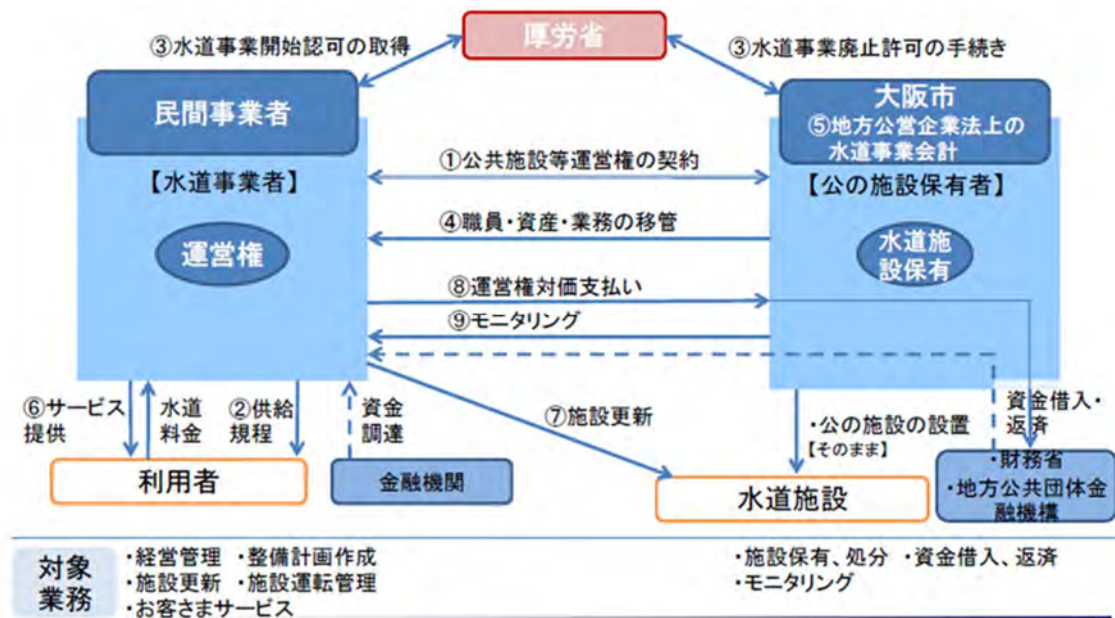 厚労省
③水道事業開始認可の取得
③水道事業廃止許可の手続き
民間事業者
大阪市
⑤地方公営企業法上の
水道事業会計
【水道事業者】
①公共施設等運営権の契約
【公の施設保有者】
④職員・資産・業務の移管
運営権
水道施
設保有
⑧運営権対価支払い
⑨モニタリング
⑥サービス
提供
水道
料金
②供給
規程
資金
調達
⑦施設更新
・公の施設の設置
【そのまま】
資金借入・
返済
利用者
金融機関
水道施設
・財務省
・地方公共団体金
融機構
対象
業務
・経営管理 ・整備計画作成
・施設更新 ・施設運転管理
・お客さまサービス
・施設保有、処分 ・資金借入、返済
・モニタリング